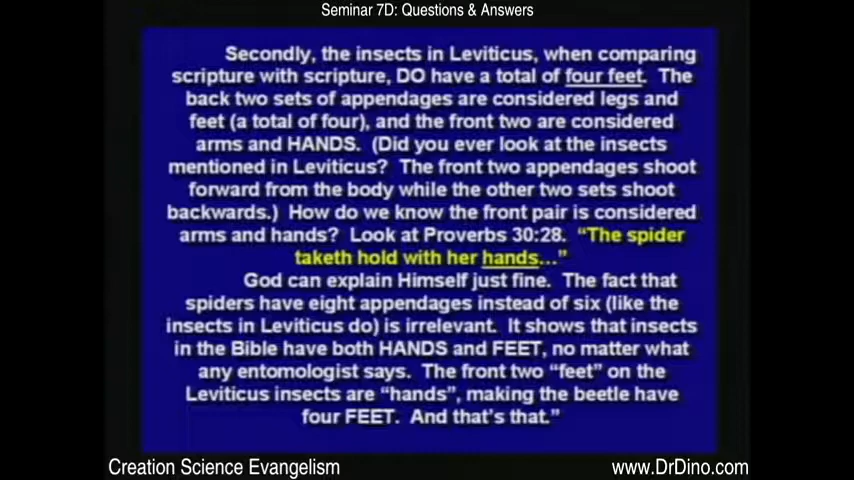 Seminar 7D: Questions & Answers
Secondly, the insects in Leviticus, when comparing
scripture with scripture, DO have a total of four feet. The
back two sets of appendages are considered legs and
feet (a total of four), and the front two are considered
arms and HANDS. (Did you ever look at the insects
mentioned in Leviticus? The front two appendages shoot
forward from the body while the other two sets shoot
backwards.) How do we know the front pair is considered
arms and hands? Look at Proverbs 30:28. “The spider
taketh hold with her hands…”
God can explain Himself just fine. The fact that
spiders have eight appendages instead of six (like the
insects in Leviticus do) is irrelevant. It shows that insects
in the Bible have both HANDS and FEET, no matter what
any entomologist says. The front two “feet” on the
Leviticus insects are “hands”, making the beetle have
four FEET. And that’s that.”
Creation Science Evangelism
www.DrDino.com